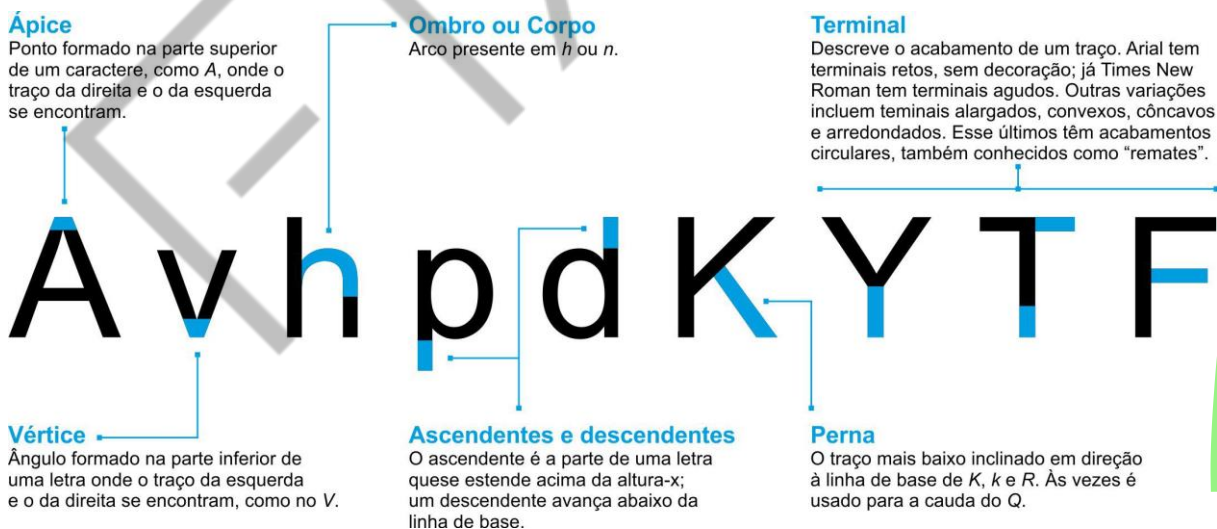 Ápice
Ponto formado na parte superior
de um caractere, como A, onde o
traço da direita e o da esquerda
se encontram.
Ombro ou Corpo
Arco presente em h ou n.
Terminal
Descreve o acabamento de um traço. Arial tem
terminais retos, sem decoração; já Times New
Roman tem terminais agudos. Outras variações
incluem teminais alargados, convexos, côncavos
e arredondados. Esse últimos têm acabamentos
circulares, também conhecidos como “remates”.
A v h p d K Y T F
Vértice
Ângulo formado na parte inferior de
uma letra onde o traço da esquerda
e o da direita se encontram, como no V.
Ascendentes e descendentes
O ascendente é a parte de uma letra
quese estende acima da altura-x;
um descendente avança abaixo da
linha de base.
Perna
O traço mais baixo inclinado em direção
à linha de base de K, k e R. Às vezes é
usado para a cauda do Q.